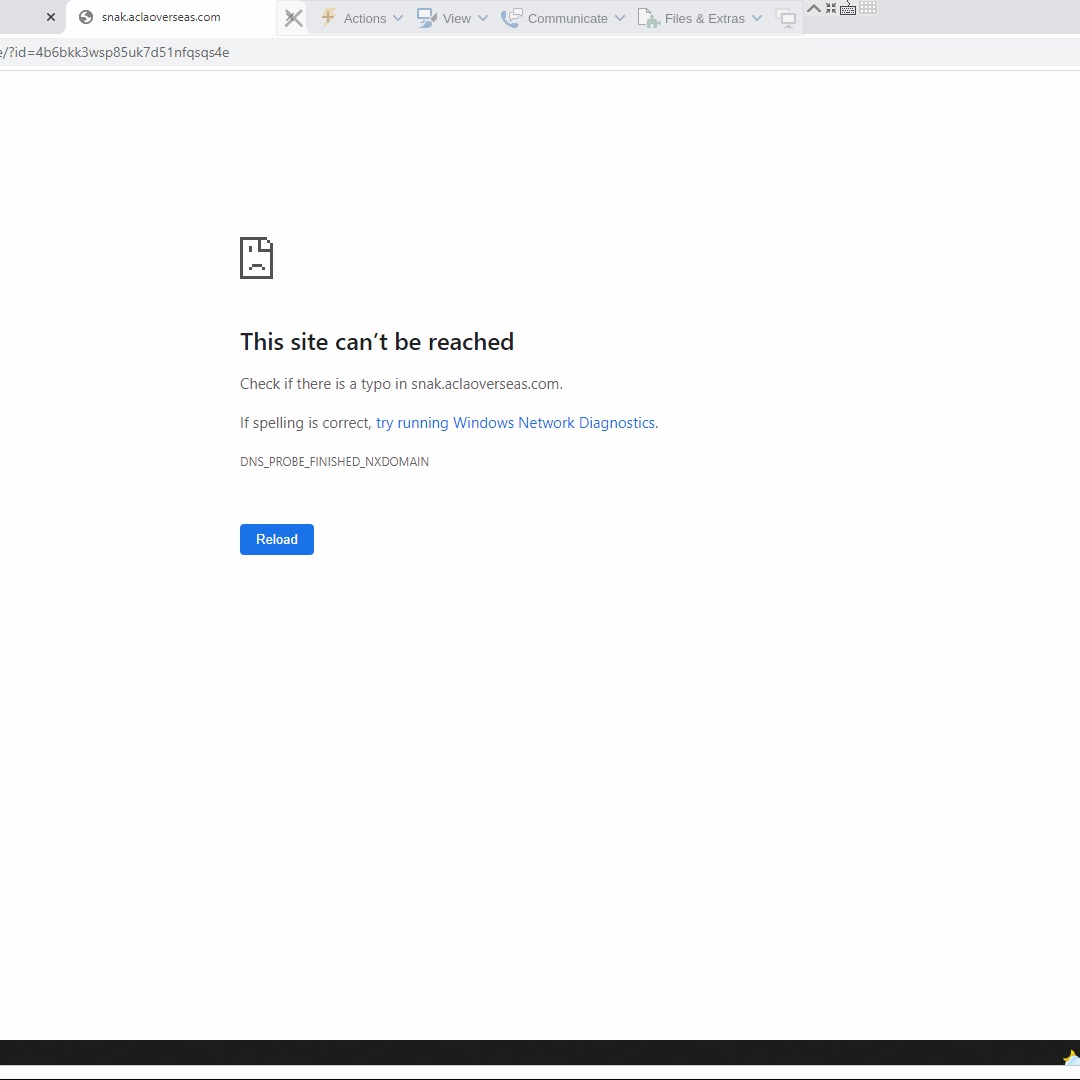 snak.aclaoverseas.com
Actions
View
Communicate
Files & Extras
/?id=4b6bkk3wsp85uk7d51nfqsqs4e
This site can’t be reached
Check if there is a typo in snak.aclaoverseas.com.
If spelling is correct, try running Windows Network Diagnostics.
DNS_PROBE_FINISHED_NXDOMAIN
Reload